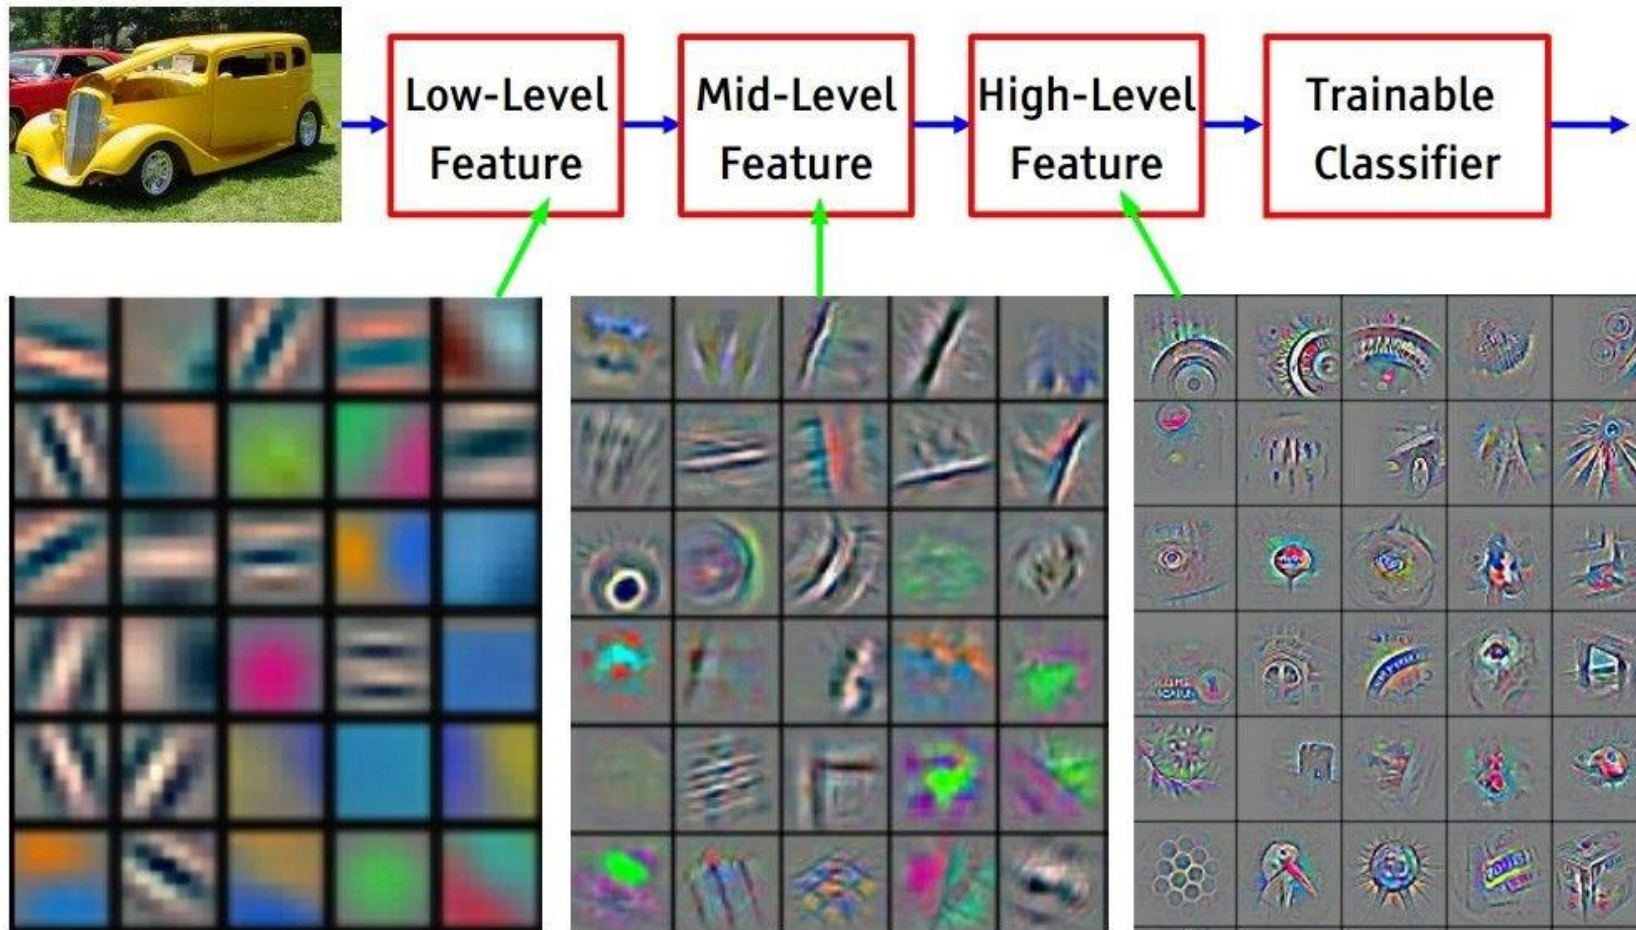 Low-Level
Feature
Mid-Level
Feature
High-Level
Feature
Trainable
Classifier